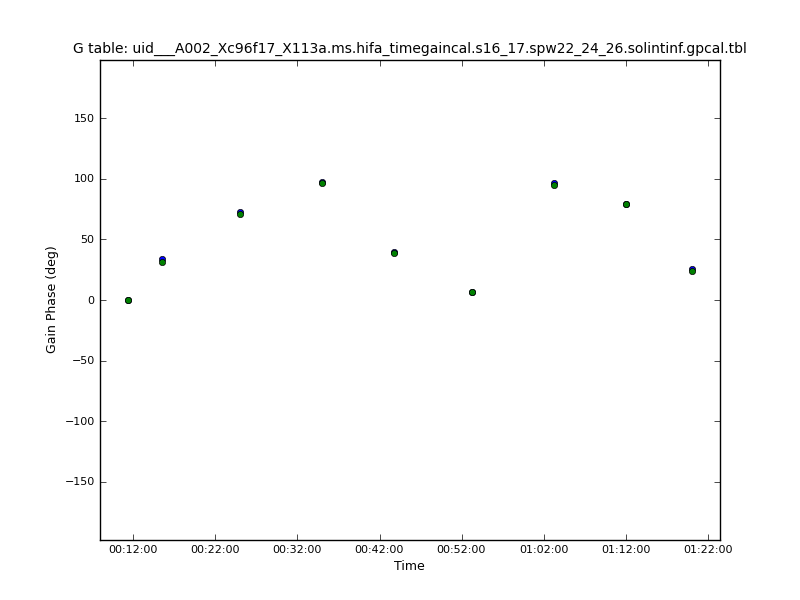 G table: uid___A002_Xc96f17_X113a.ms.hifa_timegaincal.s16_17.spw22_24_26.solintinf.gpcal.tbl
150
100
50
0
−50
−100
−150
Gain Phase (deg)
00:12:00 00:22:00 00:32:00 00:42:00 00:52:00 01:02:00 01:12:00 01:22:00
Time